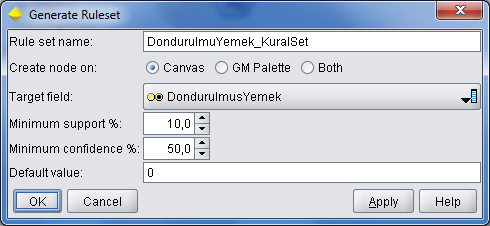 Generate Ruleset
Rule set name: DondurulmuYemek_KuralSet
Create node on: Canvas GM Palette Both
Target field: DondurulmusYemek
Minimum support %: 10,0
Minimum confidence %: 50,0
Default value: 0
OK Cancel Apply Help